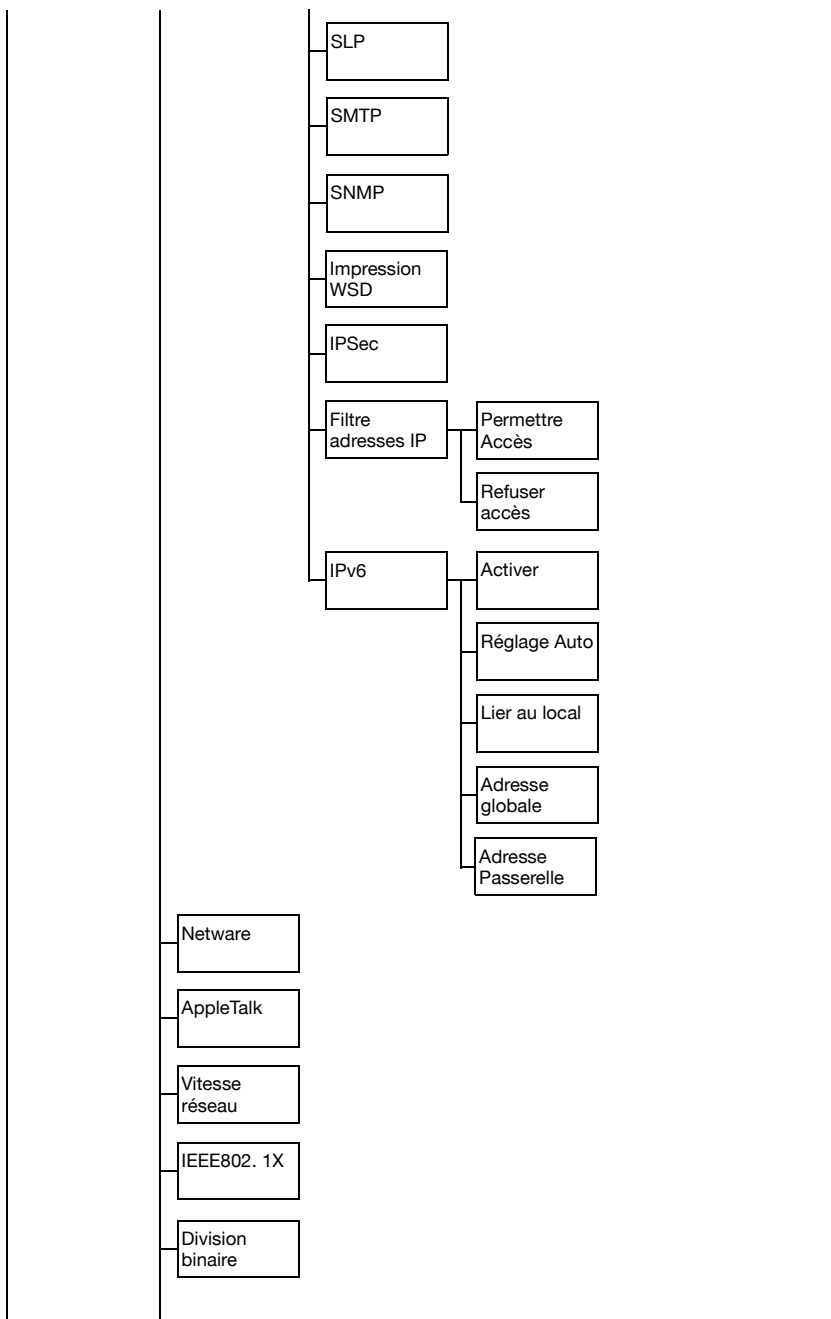 SLP
SMTP
SNMP
Impression
WSD
IPSec
Filtre
adresses IP
Permettre
Accès
Refuser
accès
IPv6
Activer
Réglage Auto
Lier au local
Adresse
globale
Adresse
Passerelle
Netware
AppleTalk
Vitesse
réseau
IEEE802. 1X
Division
binaire